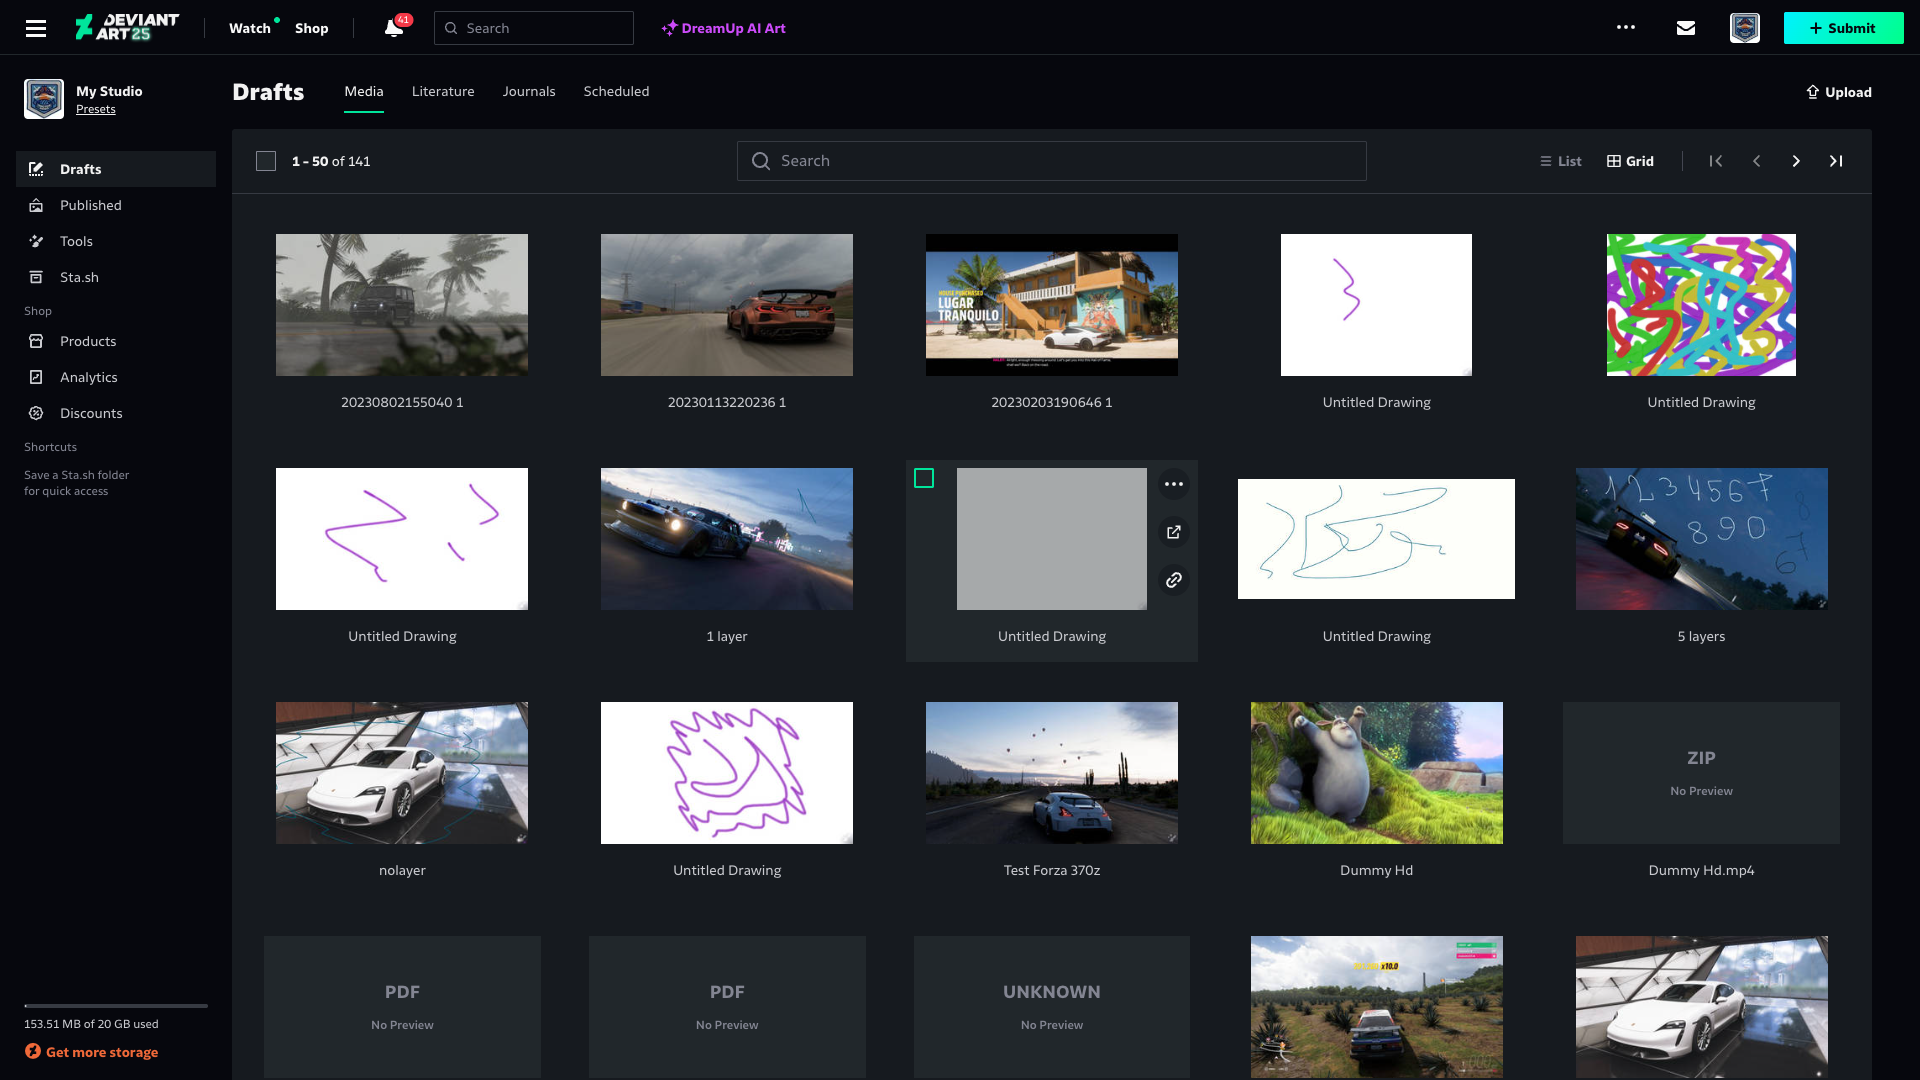 DEVIANT
ART 25
Watch
Shop
41
Search
DreamUp AI Art
+ Submit
My Studio
Presets
Drafts
Published
Tools
Sta.sh
Shop
Products
Analytics
Discounts
Shortcuts
Save a Sta.sh folder
for quick access
153.51 MB of 20 GB used
Get more storage
Drafts
Media
Literature
Journals
Scheduled
Upload
1 - 50 of 141
Search
List
Grid
HOUSE PURCHASED
LUGAR
TRANQUILO
20230802155040 1
20230113220236 1
20230203190646 1
Untitled Drawing
Untitled Drawing
1 2 3 4 5 6 7 8
8 9 0
6 7
Untitled Drawing
1 layer
Untitled Drawing
Untitled Drawing
5 layers
ZIP
No Preview
nolayer
Untitled Drawing
Test Forza 370z
Dummy Hd
Dummy Hd.mp4
PDF
No Preview
PDF
No Preview
UNKNOWN
No Preview
x10.0